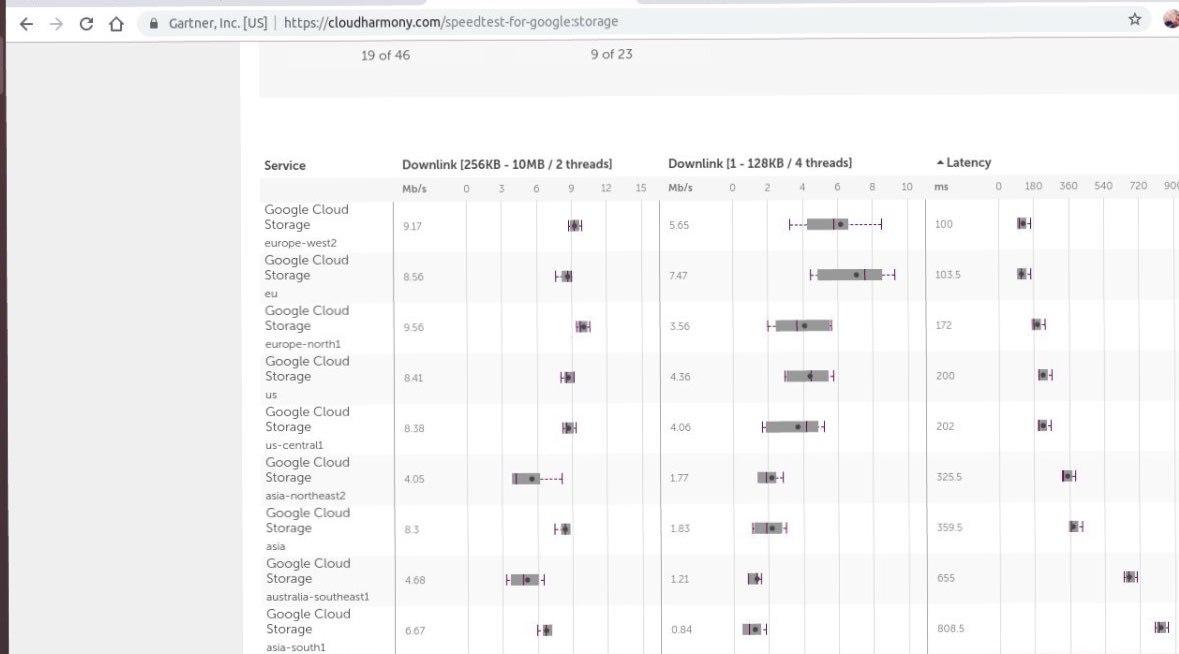 Gartner, Inc. [US] | https://cloudharmony.com/speedtest-for-google:storage
19 of 46 9 of 23
Service Downlink [256KB - 10MB / 2 threads] Downlink [1 - 128KB / 4 threads] Latency
Mb/s 0 3 6 9 12 15 Mb/s 0 2 4 6 8 10 ms 0 180 360 540 720
Google Cloud
Storage 9.17 5.65 100
europe-west2
Google Cloud
Storage 8.56 7.47 103.5
eu
Google Cloud
Storage 9.56 3.56 172
europe-north1
Google Cloud
Storage 8.41 4.36 200
us
Google Cloud
Storage 8.38 4.06 202
us-central1
Google Cloud
Storage 4.05 1.77 325.5
asia-northeast2
Google Cloud
Storage 8.3 1.83 359.5
asia
Google Cloud
Storage 4.68 1.21 655
australia-southeast1
Google Cloud
Storage 6.67 0.84 808.5
asia-south1